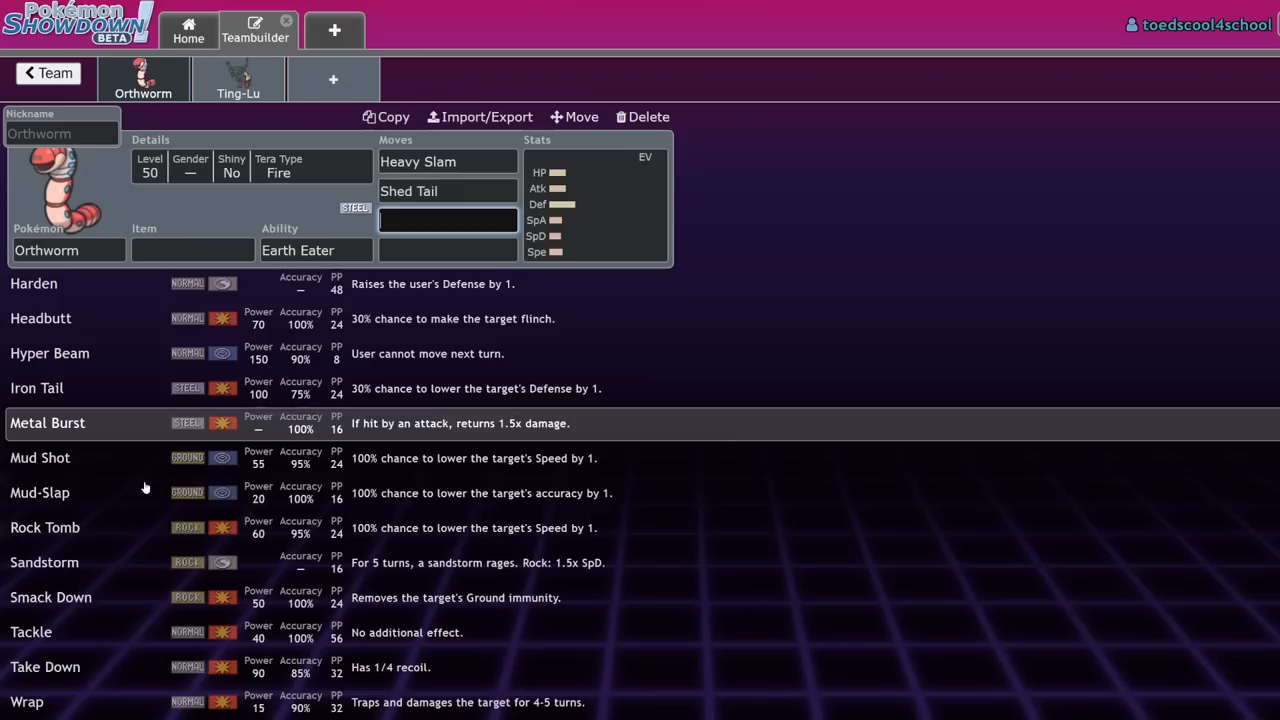 Pokémon
SHOWDOWN!
BETA
Home
Teambuilder
+
toedscool4school
Team
Orthworm
Ting-Lu
+
Nickname
Orthworm
Copy
Import/Export
Move
Delete
Details
Moves
Stats
Level
50
Gender
—
Shiny
No
Tera Type
Fire
Heavy Slam
EV
HP
Atk
Shed Tail
Def
STEEL
SpA
Pokémon
Item
Ability
SpD
Orthworm
Earth Eater
Spe
Harden NORMAL Accuracy — PP 48 Raises the user's Defense by 1.
Headbutt NORMAL Power 70 Accuracy 100% PP 24 30% chance to make the target flinch.
Hyper Beam NORMAL Power 150 Accuracy 90% PP 8 User cannot move next turn.
Iron Tail STEEL Power 100 Accuracy 75% PP 24 30% chance to lower the target's Defense by 1.
Metal Burst STEEL Power — Accuracy 100% PP 16 If hit by an attack, returns 1.5x damage.
Mud Shot GROUND Power 55 Accuracy 95% PP 24 100% chance to lower the target's Speed by 1.
Mud-Slap GROUND Power 20 Accuracy 100% PP 16 100% chance to lower the target's accuracy by 1.
Rock Tomb ROCK Power 60 Accuracy 95% PP 24 100% chance to lower the target's Speed by 1.
Sandstorm ROCK Accuracy — PP 16 For 5 turns, a sandstorm rages. Rock: 1.5x SpD.
Smack Down ROCK Power 50 Accuracy 100% PP 24 Removes the target's Ground immunity.
Tackle NORMAL Power 40 Accuracy 100% PP 56 No additional effect.
Take Down NORMAL Power 90 Accuracy 85% PP 32 Has 1/4 recoil.
Wrap NORMAL Power 15 Accuracy 90% PP 32 Traps and damages the target for 4-5 turns.